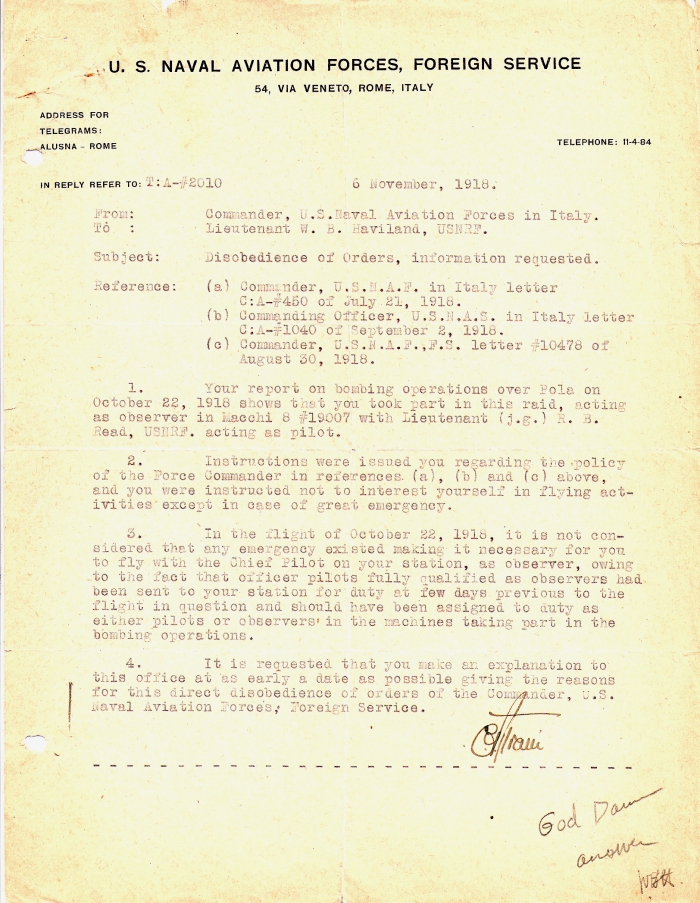 U. S. NAVAL AVIATION FORCES, FOREIGN SERVICE
54, VIA VENETO, ROME, ITALY
ADDRESS FOR
TELEGRAMS:
ALUSNA - ROME
TELEPHONE: 11-4-84
IN REPLY REFER TO: T:A-#2010 6 November, 1918.
From: Commander, U.S.Naval Aviation Forces in Italy.
To : Lieutenant W. B. Haviland, USNRF.
Subject: Disobedience of Orders, information requested.
Reference: (a) Commander, U.S.N.A.F. in Italy letter
C:A-#450 of July 21, 1918.
(b) Commanding Officer, U.S.N.A.S. in Italy letter
C:A-#1040 of September 2, 1918.
(c) Commander, U.S.N.A.F.,F.S. letter #10478 of
August 30, 1918.
1. Your report on bombing operations over Pola on
October 22, 1918 shows that you took part in this raid, acting
as observer in Macchi 8 #19007 with Lieutenant (j.g.) R. B.
Read, USNRF. acting as pilot.
2. Instructions were issued you regarding the policy
of the Force Commander in references (a), (b) and (c) above,
and you were instructed not to interest yourself in flying act-
ivities except in case of great emergency.
3. In the flight of October 22, 1918, it is not con-
sidered that any emergency existed making it necessary for you
to fly with the Chief Pilot on your station, as observer, owing
to the fact that officer pilots fully qualified as observers had
been sent to your station for duty at few days previous to the
flight in question and should have been assigned to duty as
either pilots or observers in the machines taking part in the
bombing operations.
4. It is requested that you make an explanation to
this office at as early a date as possible giving the reasons
for this direct disobedience of orders of the Commander, U.S.
Naval Aviation Forces, Foreign Service.
God Damn
answer
WBH.